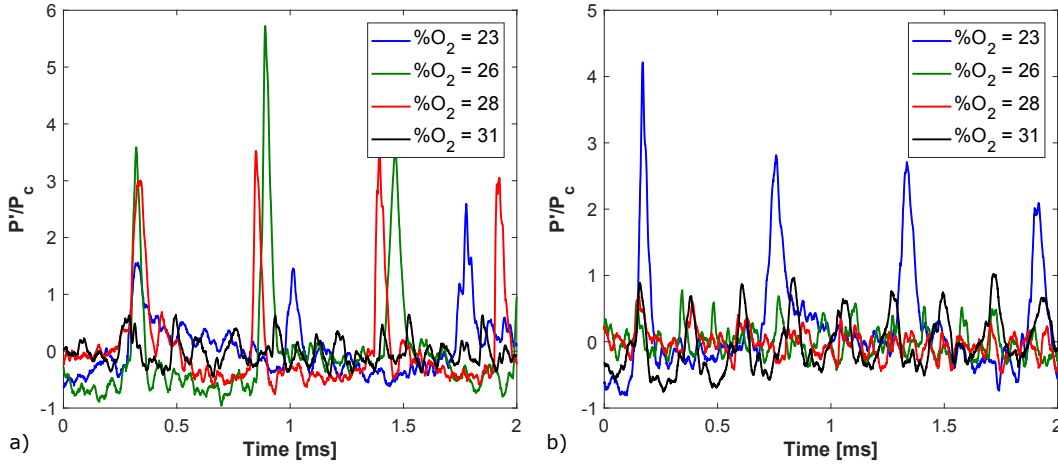 %O2 = 23
%O2 = 26
%O2 = 28
%O2 = 31
6
5
4
3
2
1
0
-1
P'/Pc
0
0.5
1
1.5
2
Time [ms]
a)
%O2 = 23
%O2 = 26
%O2 = 28
%O2 = 31
5
4
3
2
1
0
-1
P'/Pc
0
0.5
1
1.5
2
Time [ms]
b)